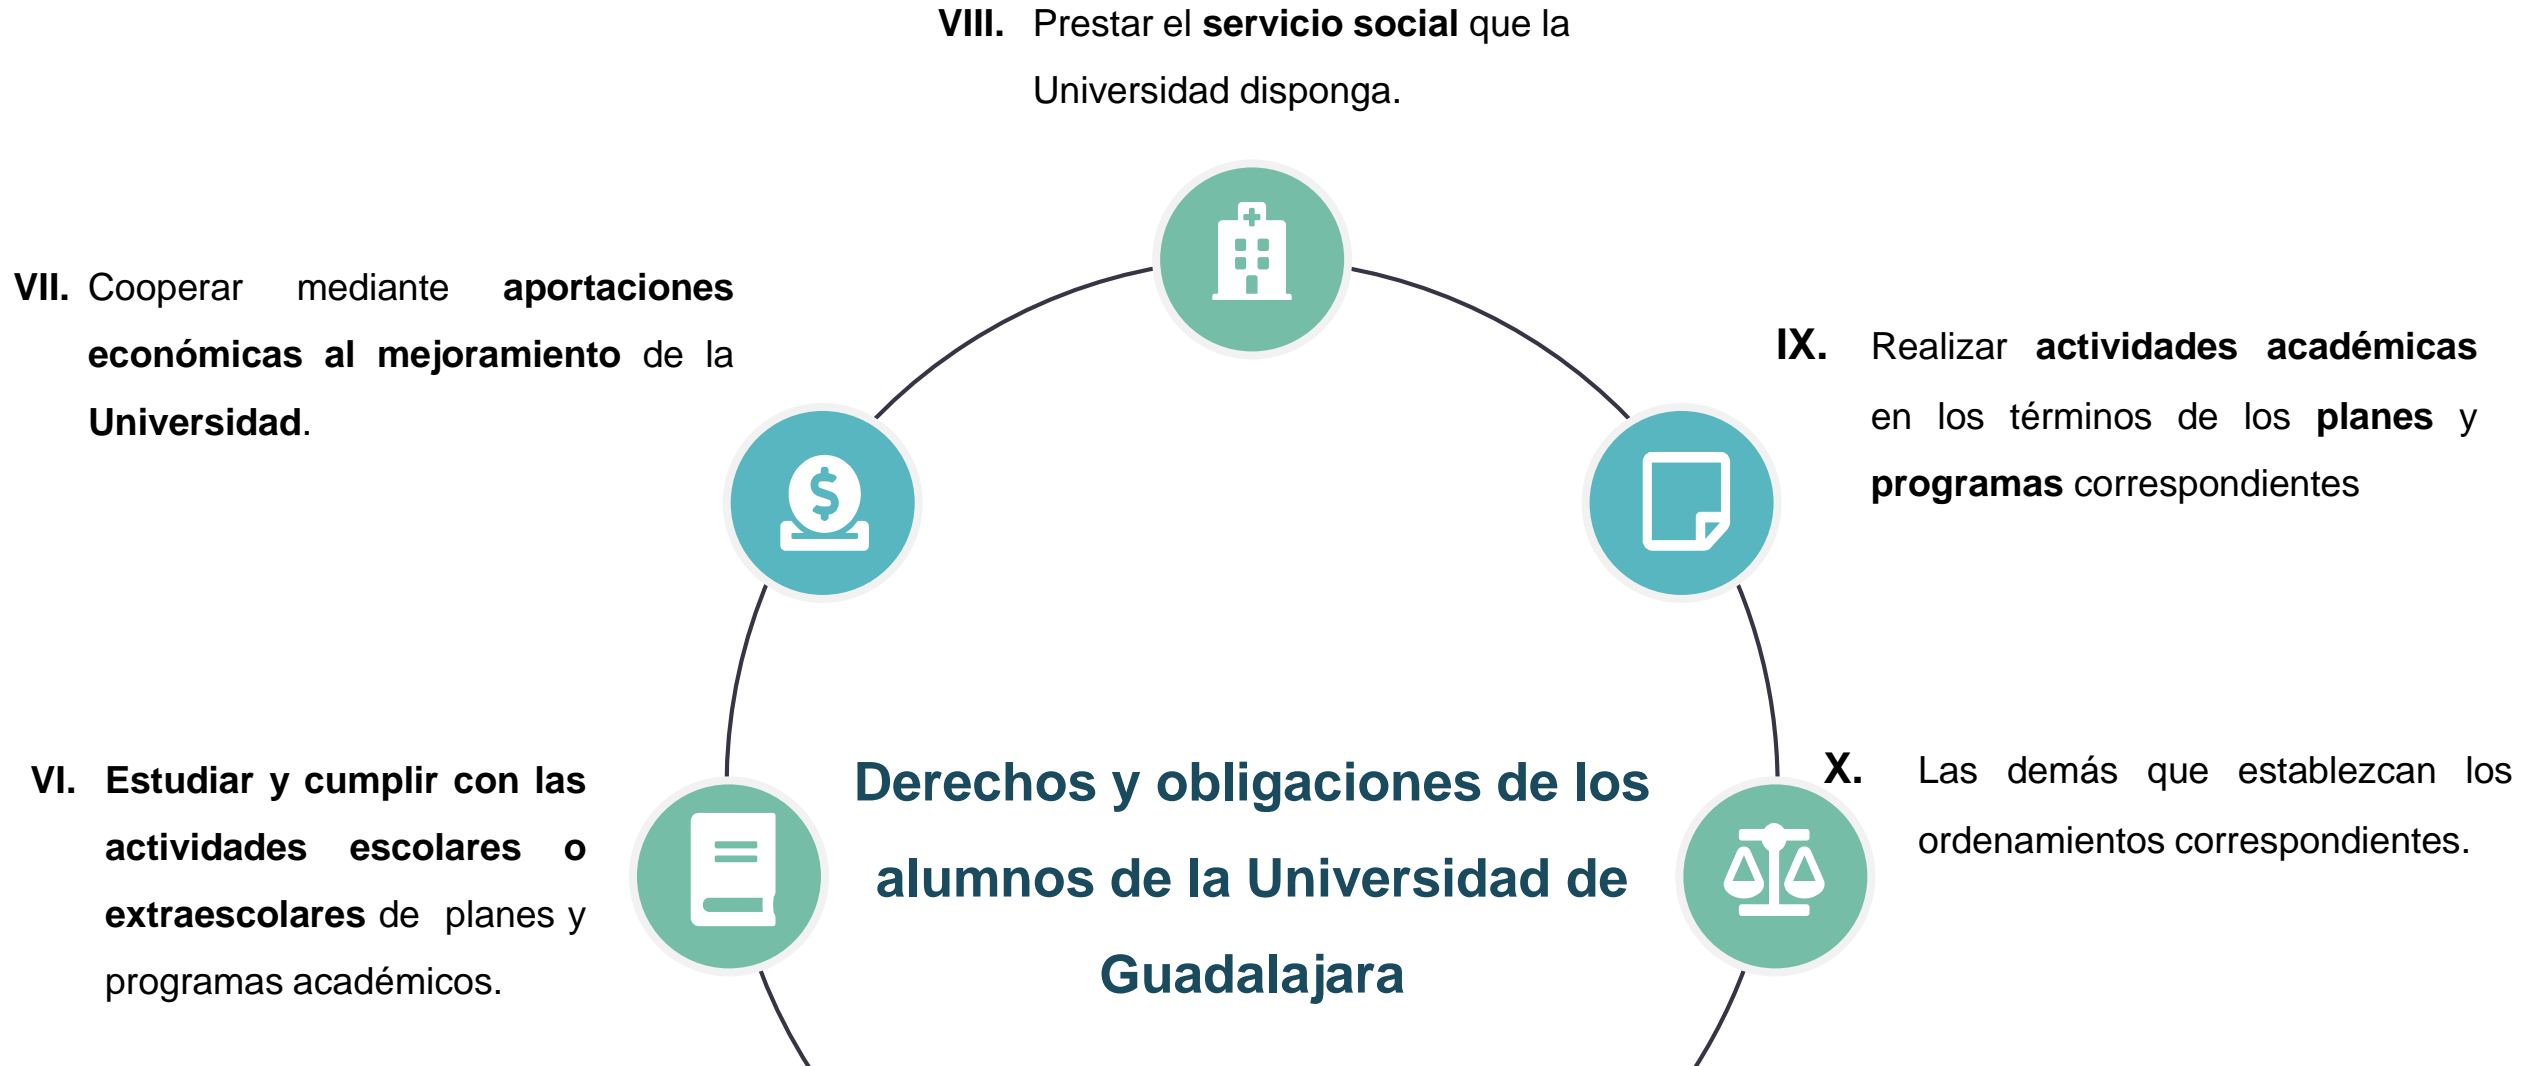 VIII. Prestar el servicio social que la
Universidad disponga.
VII. Cooperar mediante aportaciones
económicas al mejoramiento de la
Universidad.
IX. Realizar actividades académicas
en los términos de los planes y
programas correspondientes
VI. Estudiar y cumplir con las
actividades escolares o
extraescolares de planes y
programas académicos.
Derechos y obligaciones de los
alumnos de la Universidad de
Guadalajara
X. Las demás que establezcan los
ordenamientos correspondientes.
$